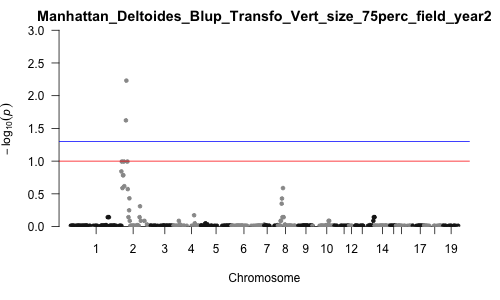 Manhattan_Deltoides_Blup_Transfo_Vert_size_75perc_field_year2
3.0
2.5
2.0
1.5
1.0
0.5
0.0
− log10(p)
1 2 3 4 5 6 7 8 9 10 12 14 17 19
Chromosome